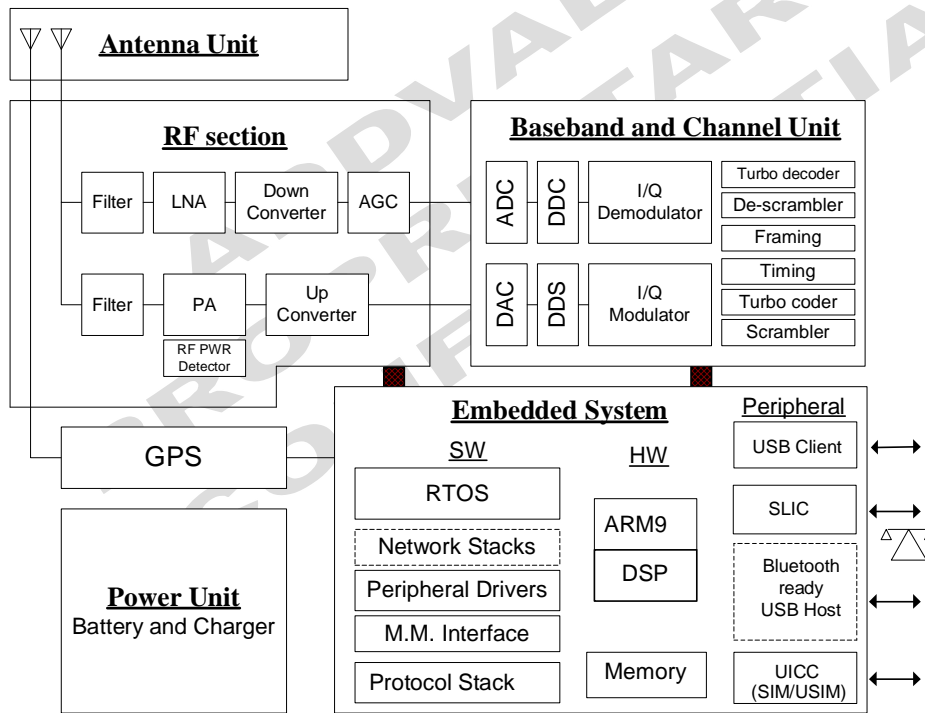 Antenna Unit
RF section
Filter
LNA
Down
Converter
AGC
Filter
PA
Up
Converter
RF PWR
Detector
Baseband and Channel Unit
ADC
DDC
I/Q
Demodulator
Turbo decoder
De-scrambler
Framing
DAC
DDS
I/Q
Modulator
Timing
Turbo coder
Scrambler
GPS
Power Unit
Battery and Charger
Embedded System
SW
RTOS
Network Stacks
Peripheral Drivers
M.M. Interface
Protocol Stack
HW
ARM9
DSP
Memory
Peripheral
USB Client
SLIC
Bluetooth
ready
USB Host
UICC
(SIM/USIM)